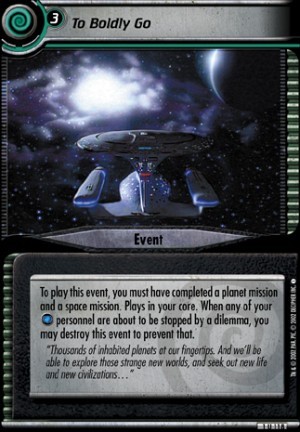 3
To Boldly Go
Event
To play this event, you must have completed a planet mission
and a space mission. Plays in your core. When any of your
personnel are about to be stopped by a dilemma, you
may destroy this event to prevent that.
"Thousands of inhabited planets at our fingertips. And we'll be
able to explore those strange new worlds, and seek out new life
and new civilizations…"